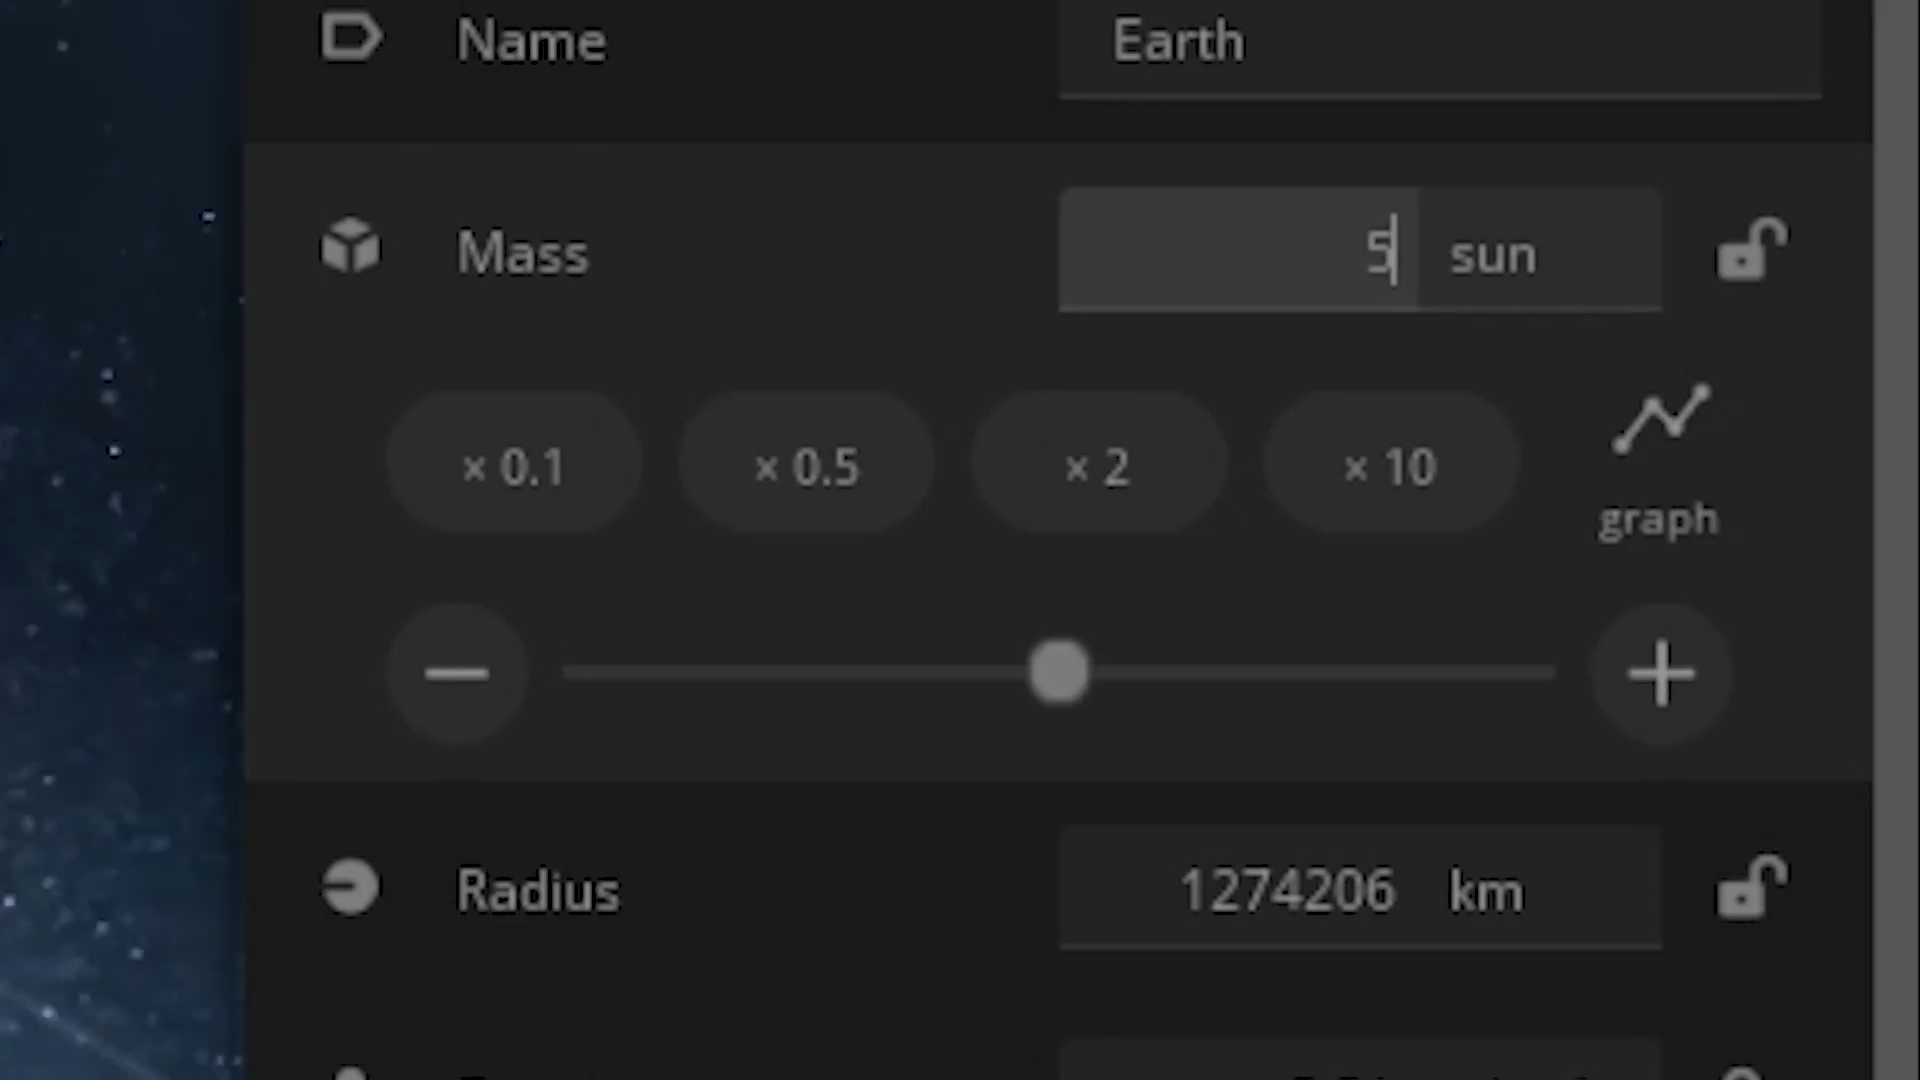 Name Earth
Mass 5 sun
× 0.1 × 0.5 × 2 × 10
graph
Radius 1274206 km